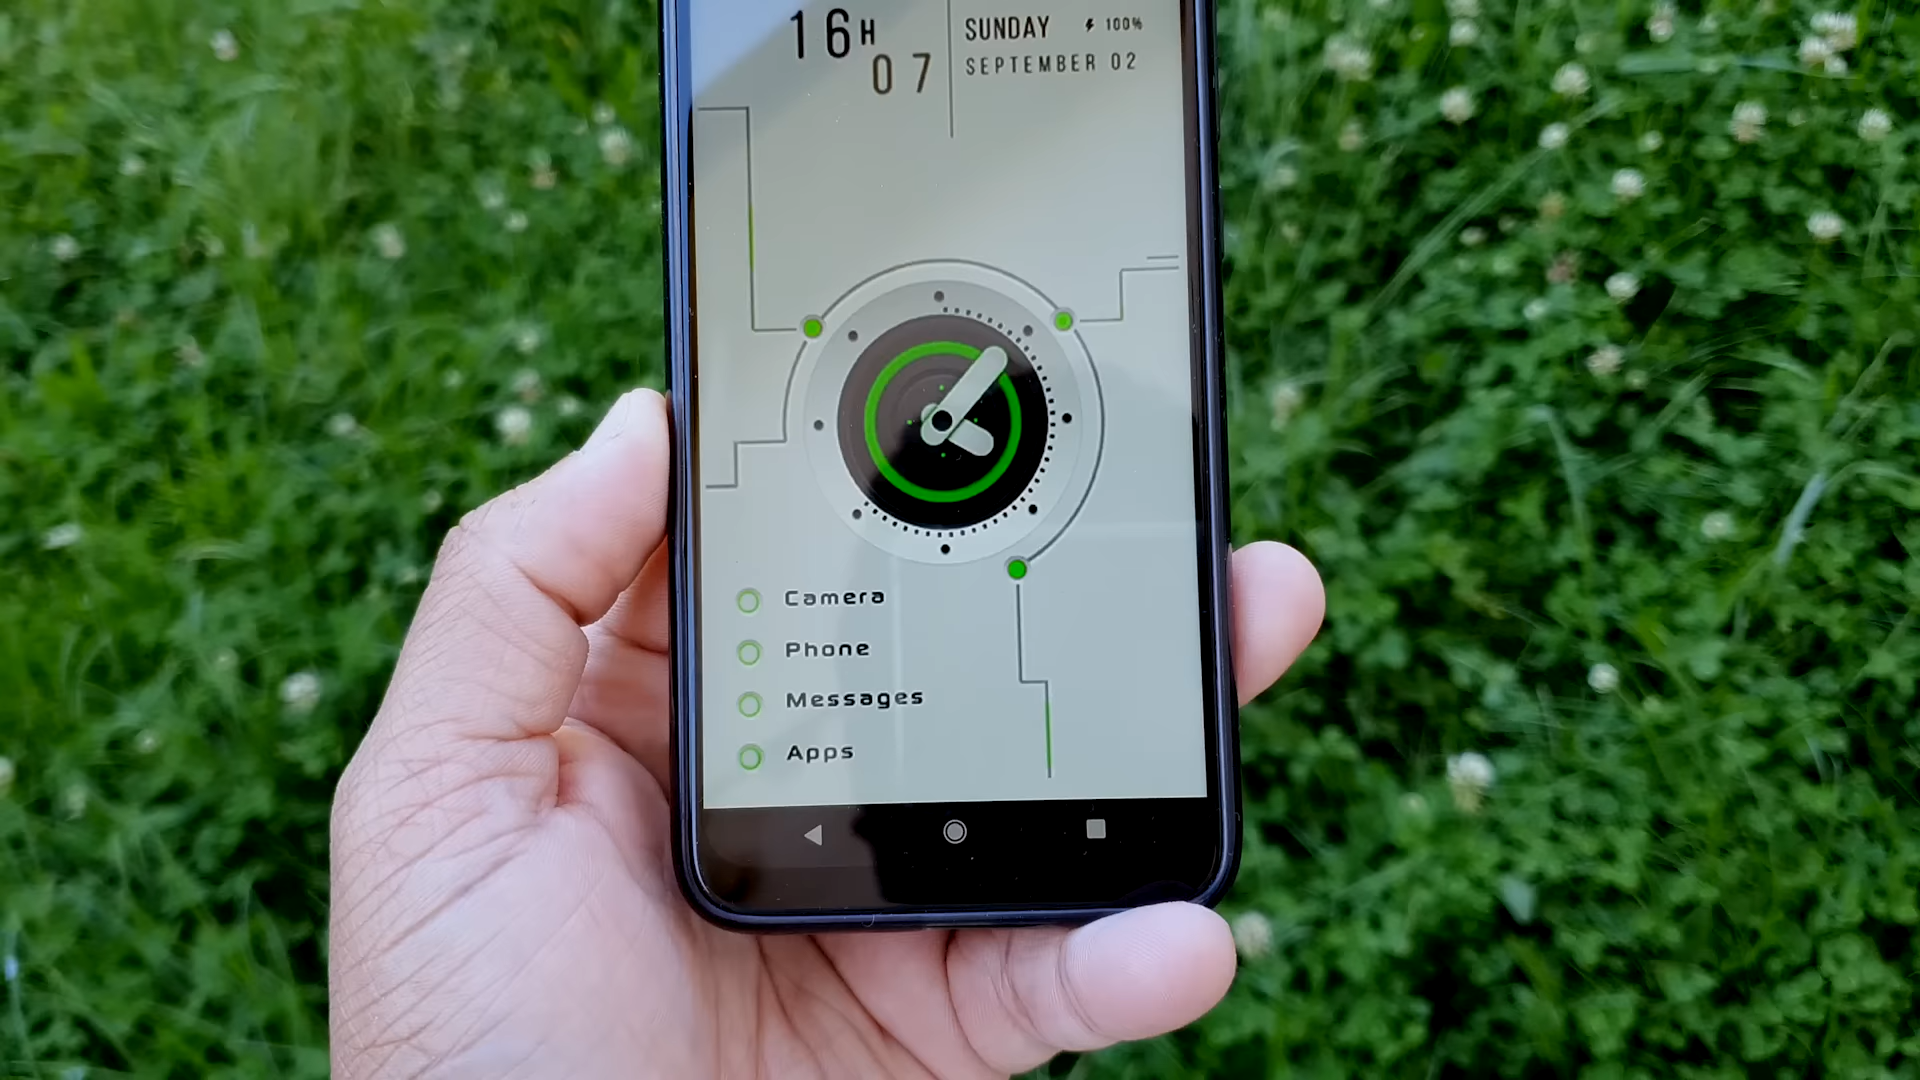 16H
07
SUNDAY 100%
SEPTEMBER 02
Camera
Phone
Messages
Apps